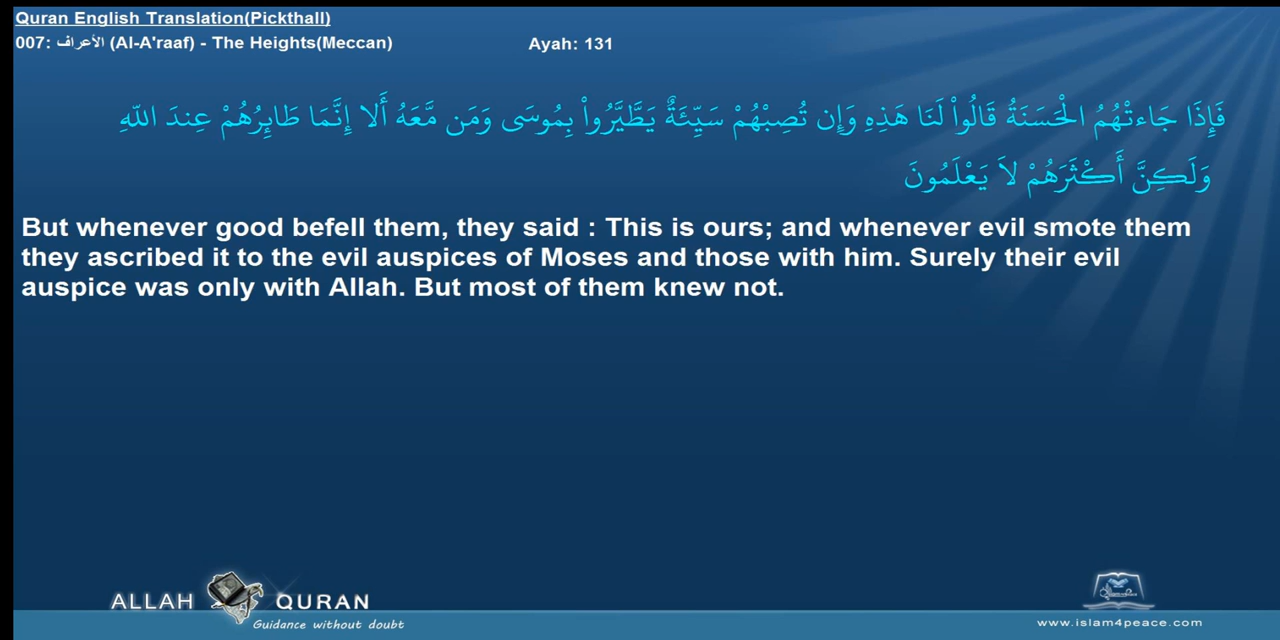 Quran English Translation(Pickthall)
007: الأعراف (Al-A'raaf) - The Heights(Meccan)
Ayah: 131
فَإِذَا جَاءتْهُمُ الْحَسَنَةُ قَالُواْ لَنَا هَذِهِ وَإِن تُصِبْهُمْ سَيِّئَةٌ يَطَّيَّرُواْ بِمُوسَى وَمَن مَّعَهُ أَلا إِنَّمَا طَائِرُهُمْ عِندَ اللّهِ
وَلَكِنَّ أَكْثَرَهُمْ لاَ يَعْلَمُونَ
But whenever good befell them, they said : This is ours; and whenever evil smote them
they ascribed it to the evil auspices of Moses and those with him. Surely their evil
auspice was only with Allah. But most of them knew not.
ALLAH QURAN
Guidance without doubt
www.islam4peace.com